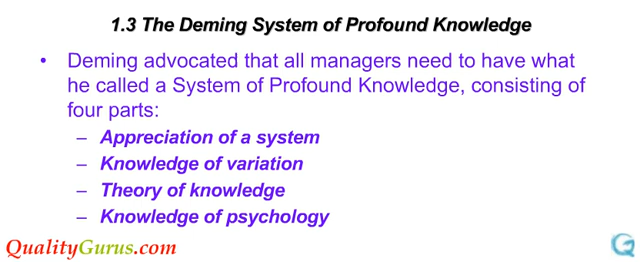 1.3 The Deming System of Profound Knowledge
• Deming advocated that all managers need to have what
he called a System of Profound Knowledge, consisting of
four parts:
– Appreciation of a system
– Knowledge of variation
– Theory of knowledge
– Knowledge of psychology
QualityGurus.com